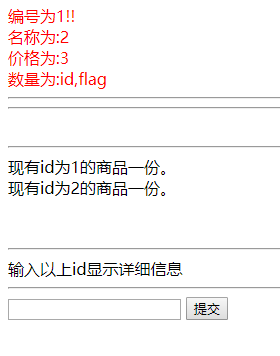 编号为1!!
名称为:2
价格为:3
数量为:id,flag
现有id为1的商品一份。
现有id为2的商品一份。
输入以上id显示详细信息
提交